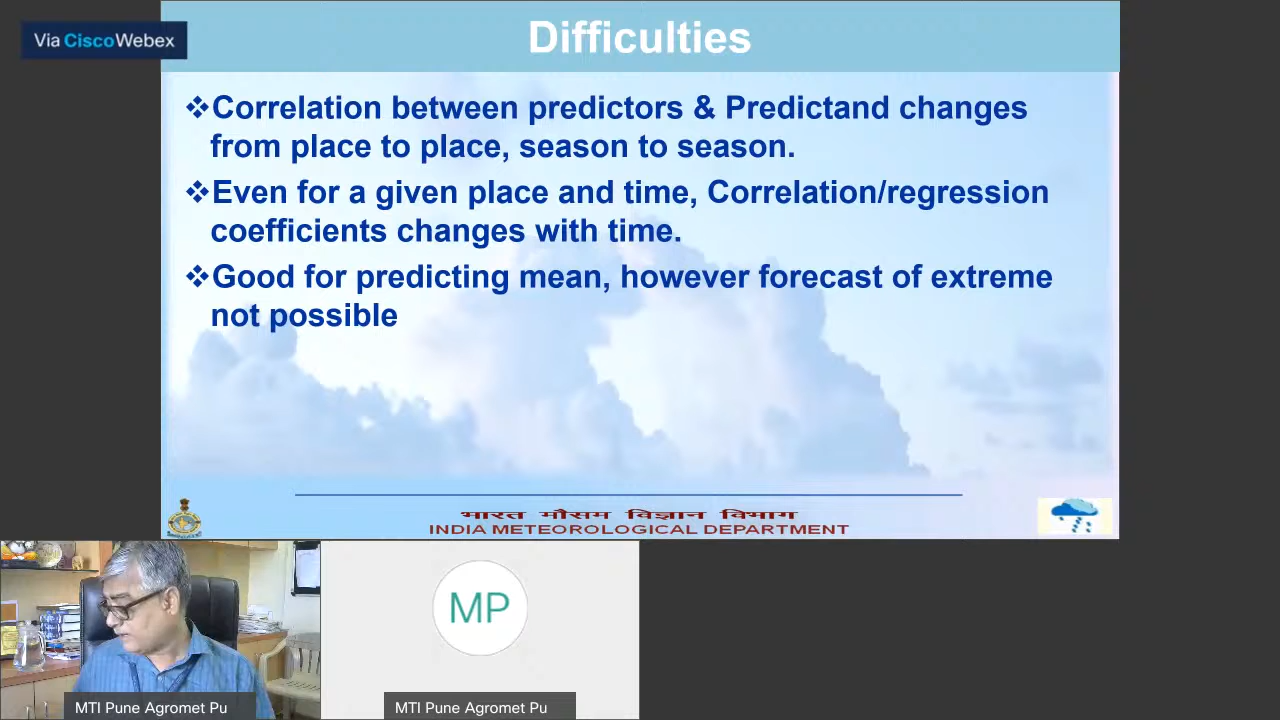 Via Cisco Webex
Difficulties
❖Correlation between predictors & Predictand changes
from place to place, season to season.
❖Even for a given place and time, Correlation/regression
coefficients changes with time.
❖Good for predicting mean, however forecast of extreme
not possible
भारत मौसम विज्ञान विभाग
INDIA METEOROLOGICAL DEPARTMENT
MP
MTI Pune Agromet Pu
MTI Pune Agromet Pu